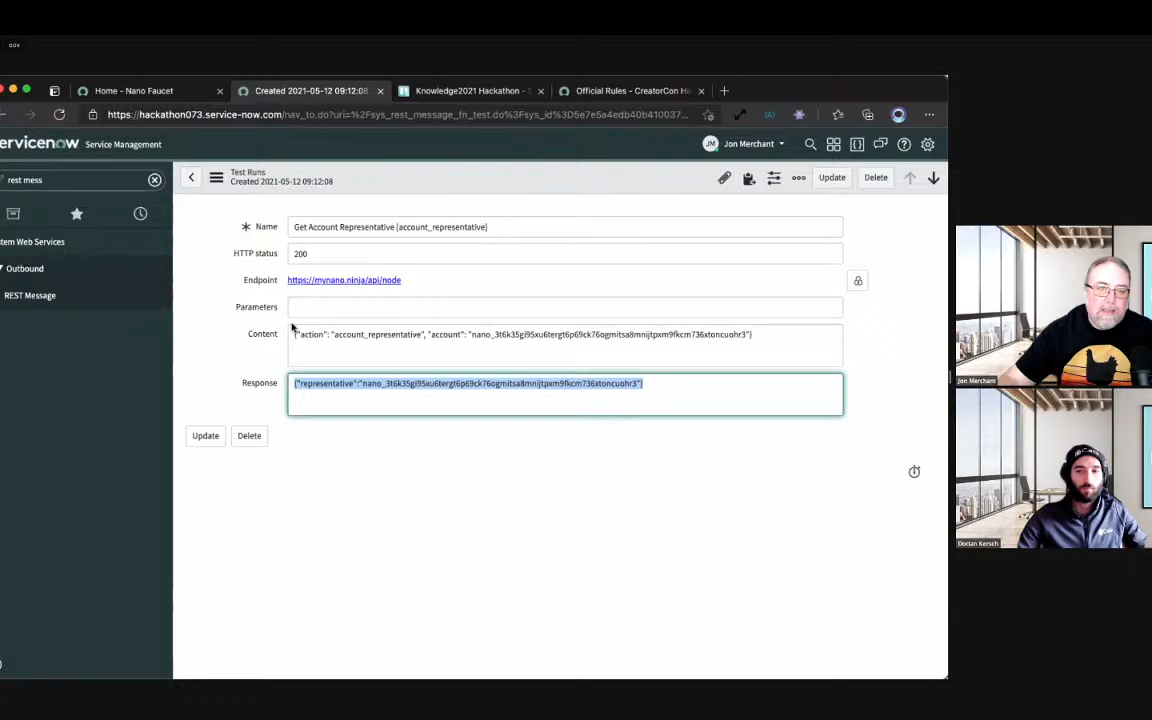 Home - Nano Faucet
Created 2021-05-12 09:12:08
Knowledge2021 Hackathon - S
Official Rules - CreatorCon Ha
https://hackathon073.service-now.com/nav_to.do?uri=%2Fsys_rest_message_fn_test.do%3Fsys_id%3D5e7e5a4edb40b410037...
servicenow Service Management
Jon Merchant
rest mess
Test Runs
Created 2021-05-12 09:12:08
Update
Delete
stem Web Services
Outbound
REST Message
Name
Get Account Representative [account_representative]
HTTP status
200
Endpoint
https://mynano.ninja/api/node
Parameters
Content
{"action": "account_representative", "account": "nano_3t6k35gi95xu6tergt6p69ck76ogmitsa8mnijtpxm9fkcm736xtoncuohr3"}
Response
{"representative":"nano_3t6k35gi95xu6tergt6p69ck76ogmitsa8mnijtpxm9fkcm736xtoncuohr3"}
Update
Delete
Jon Merchant
Dorian Kersch